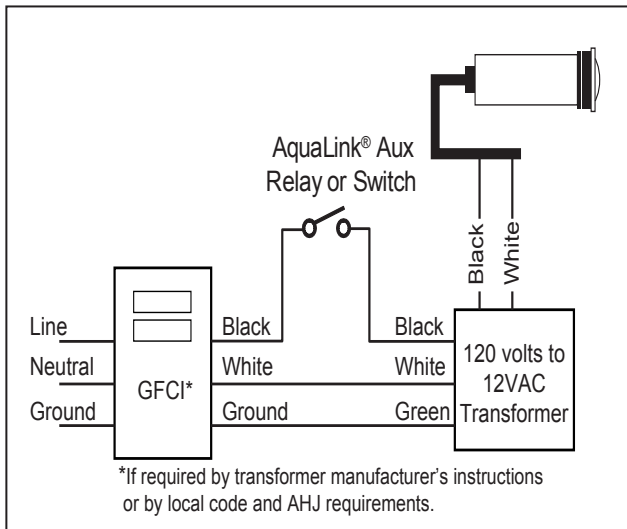 AquaLink® Aux
Relay or Switch
Black
White
Line
Neutral
Ground
GFCI*
Black
White
Ground
Black
White
Green
120 volts to
12VAC
Transformer
*If required by transformer manufacturer's instructions
or by local code and AHJ requirements.